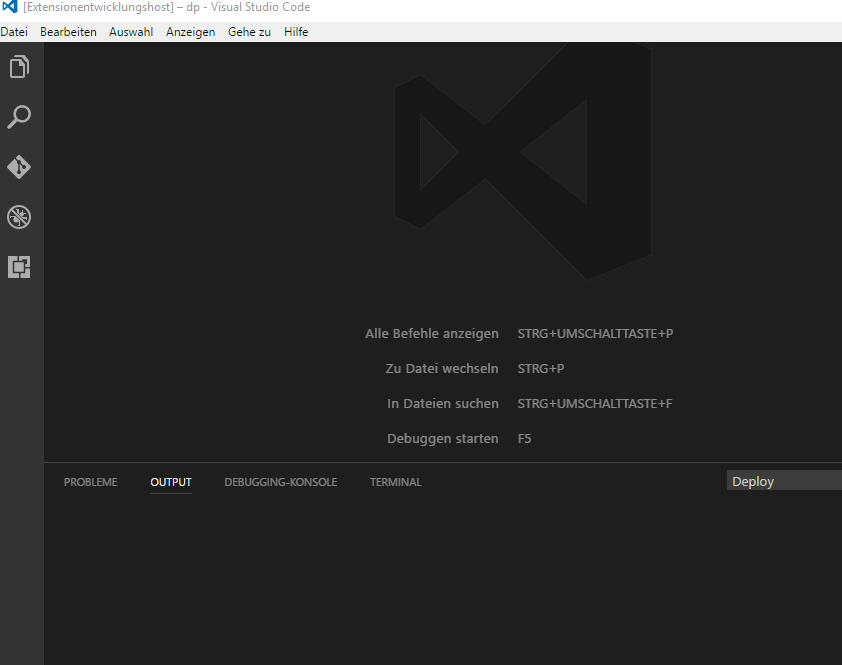 [Extensionentwicklungshost] – dp - Visual Studio Code
Datei Bearbeiten Auswahl Anzeigen Gehe zu Hilfe
Alle Befehle anzeigen STRG+UMSCHALTTASTE+P
Zu Datei wechseln STRG+P
In Dateien suchen STRG+UMSCHALTTASTE+F
Debuggen starten F5
PROBLEME OUTPUT DEBUGGING-KONSOLE TERMINAL Deploy